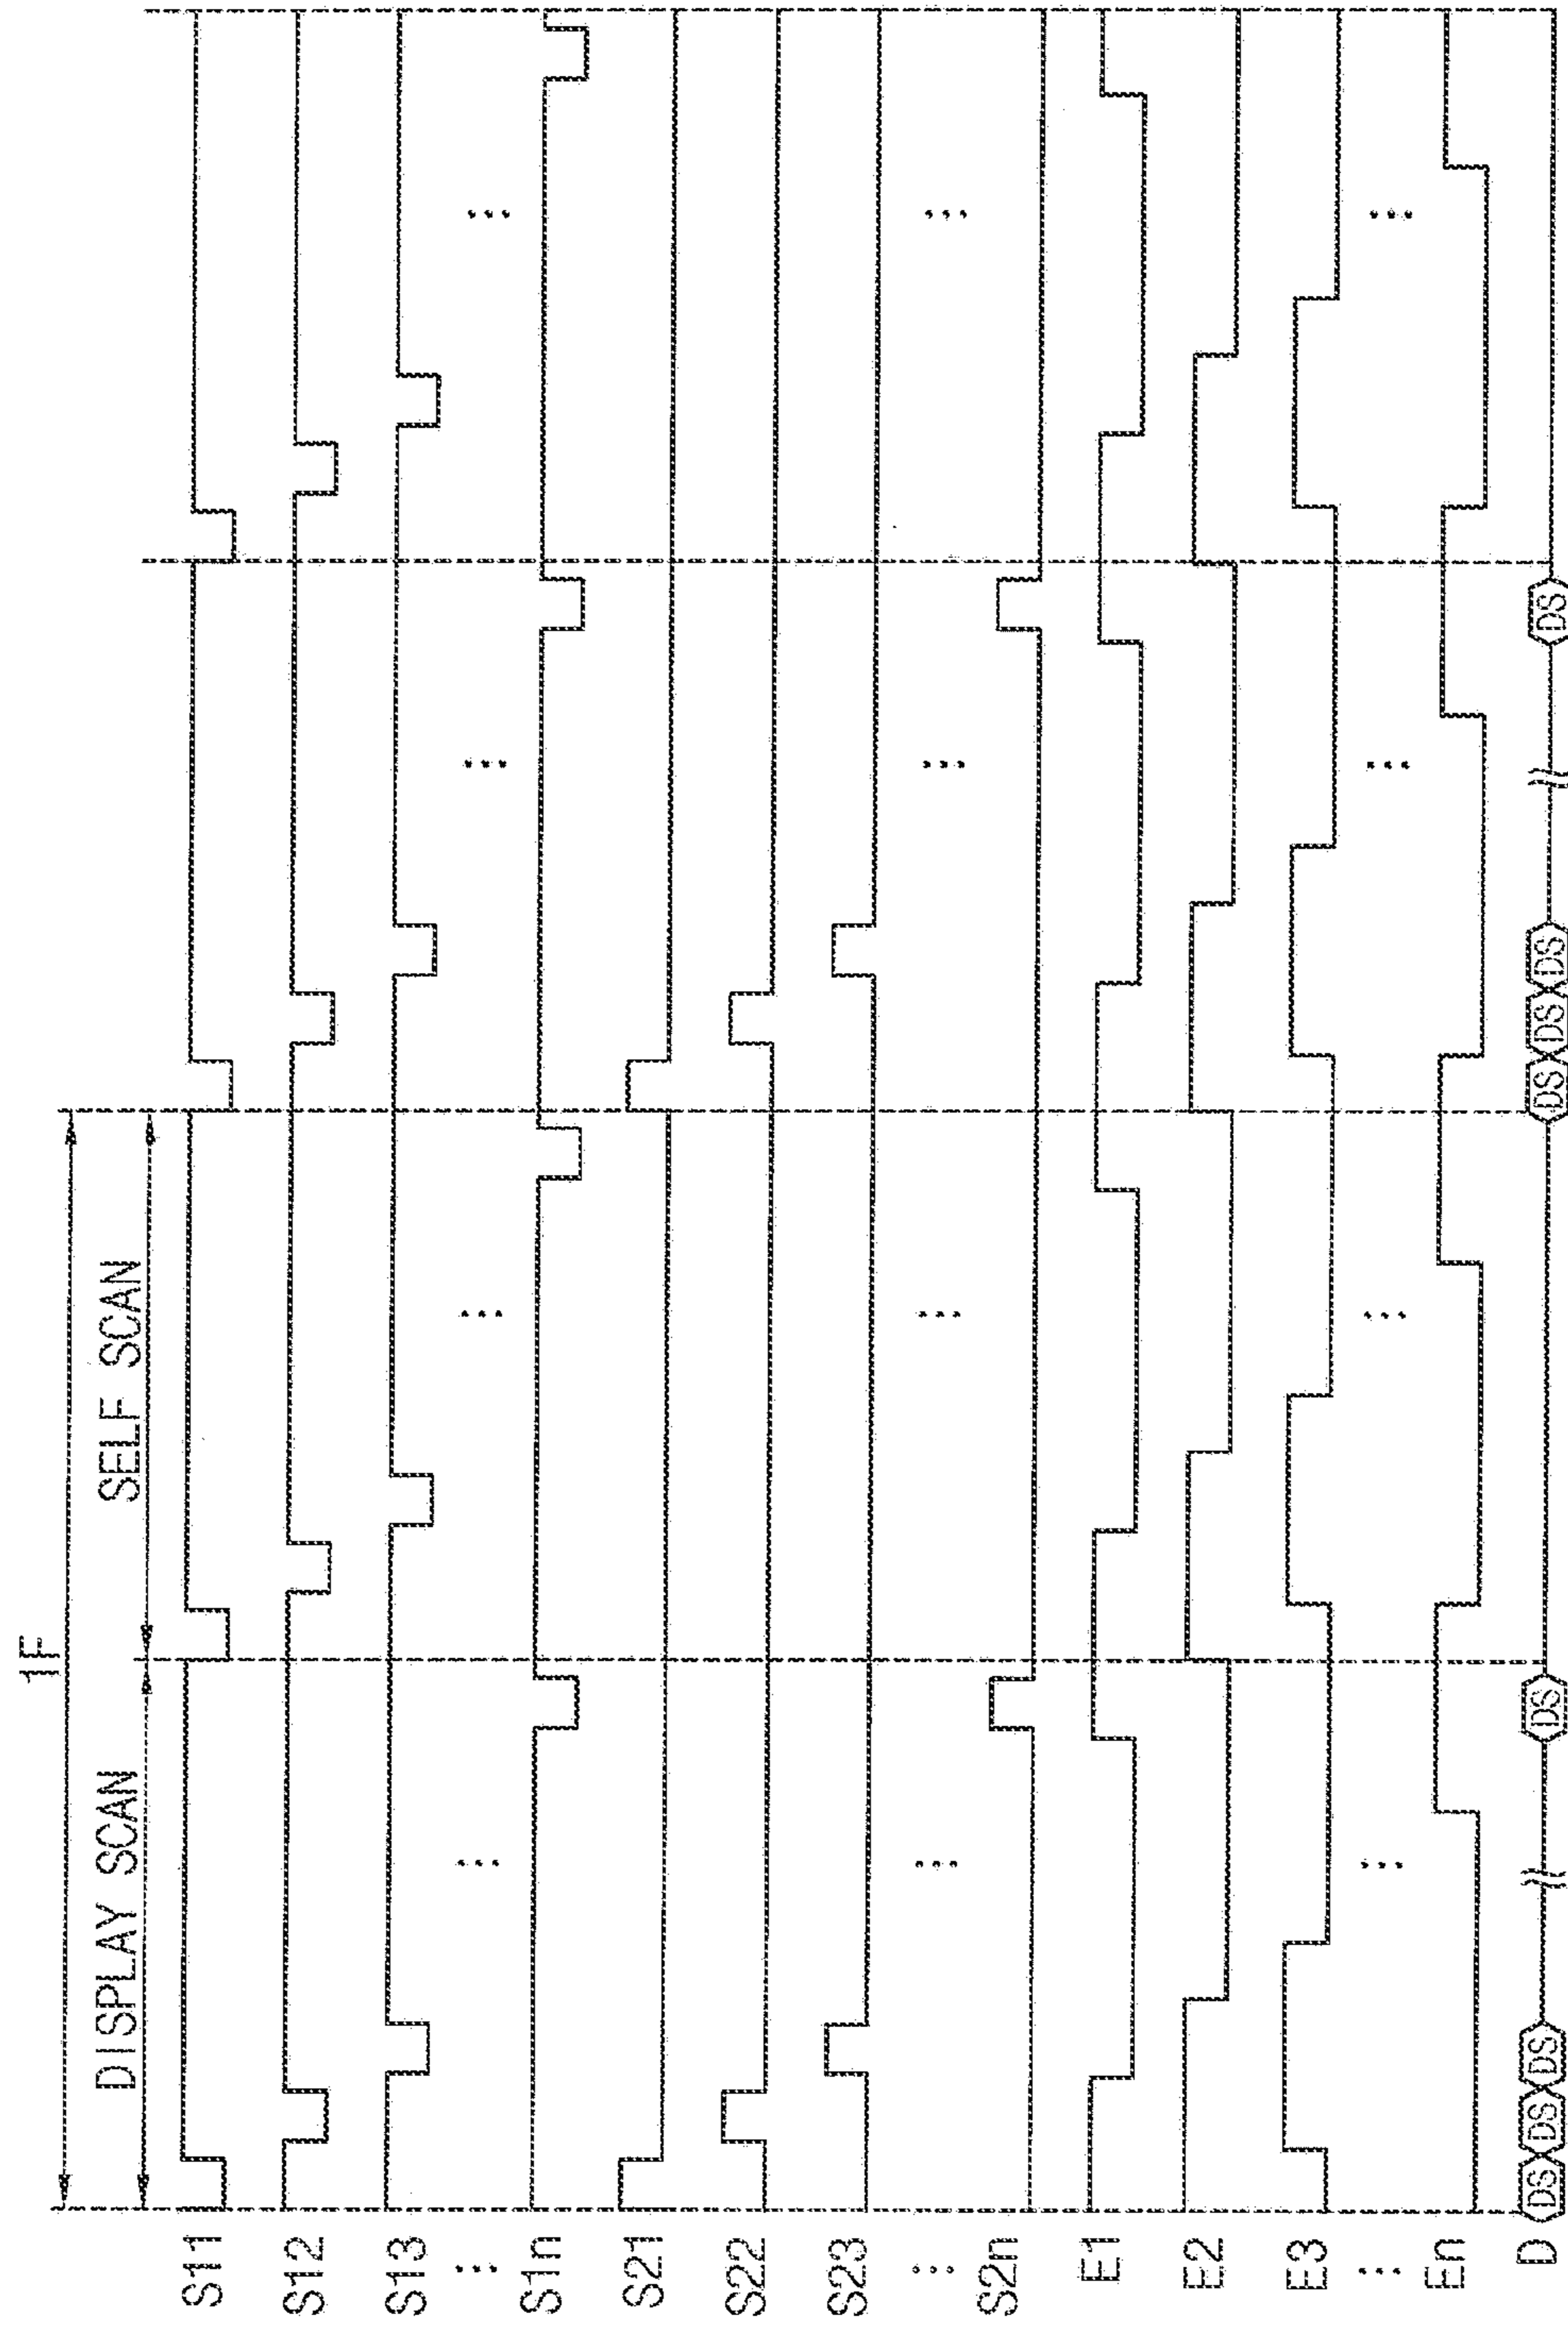 1F
DISPLAY SCAN
SELF SCAN
S11
S12
S13
⋮
...
...
...
...
S1n
S21
S22
S23
⋮
...
...
...
...
S2n
E1
E2
E3
⋮
...
...
...
...
En
D DS DS DS DS DS DS DS DS